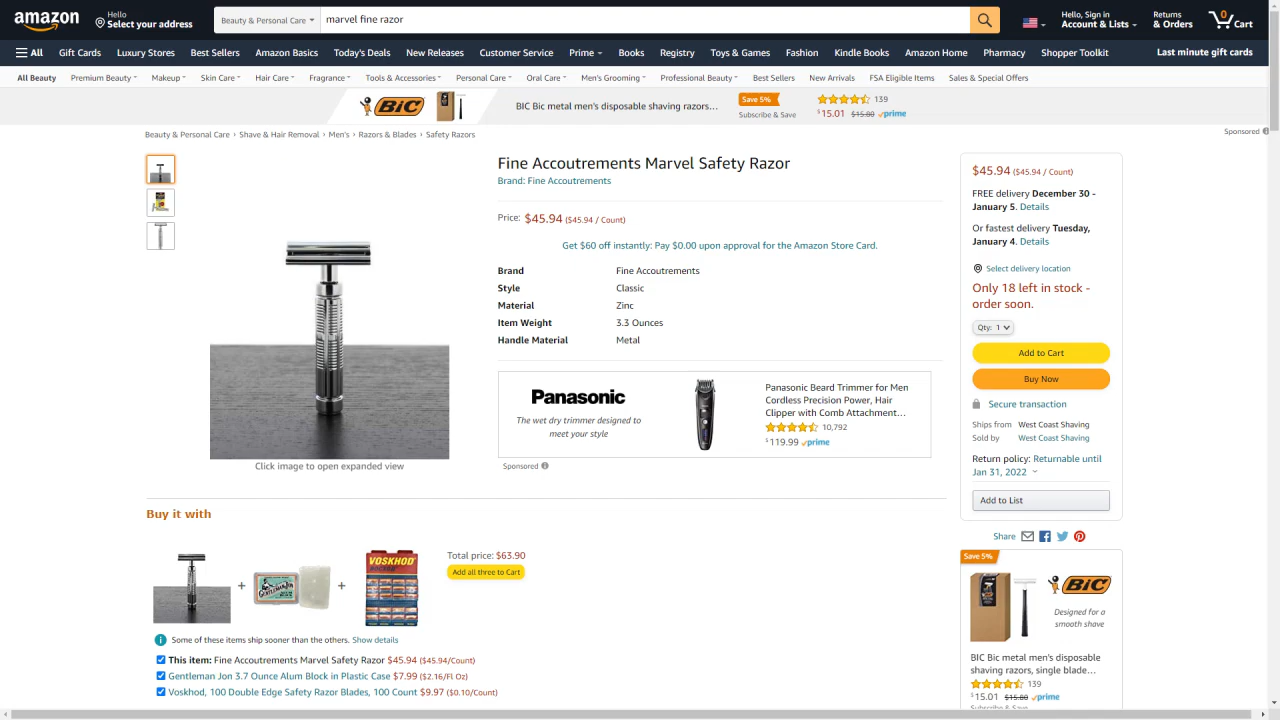 amazon
Hello
Select your address
Beauty & Personal Care
marvel fine razor
Hello, Sign in
Account & Lists
Returns
& Orders
0
Cart
All
Gift Cards
Luxury Stores
Best Sellers
Amazon Basics
Today's Deals
New Releases
Customer Service
Prime
Books
Registry
Toys & Games
Fashion
Kindle Books
Amazon Home
Pharmacy
Shopper Toolkit
Last minute gift cards
All Beauty
Premium Beauty
Makeup
Skin Care
Hair Care
Fragrance
Tools & Accessories
Personal Care
Oral Care
Men's Grooming
Professional Beauty
Best Sellers
New Arrivals
FSA Eligible Items
Sales & Special Offers
BiC
BIC Bic metal men's disposable shaving razors...
Save 5%
Subscribe & Save
139
$15.01 $15.80 prime
Sponsored
Beauty & Personal Care › Shave & Hair Removal › Men's › Razors & Blades › Safety Razors
Click image to open expanded view
Fine Accoutrements Marvel Safety Razor
Brand: Fine Accoutrements
Price: $45.94 ($45.94 / Count)
Get $60 off instantly: Pay $0.00 upon approval for the Amazon Store Card.
Brand Fine Accoutrements
Style Classic
Material Zinc
Item Weight 3.3 Ounces
Handle Material Metal
Panasonic
The wet dry trimmer designed to
meet your style
Panasonic Beard Trimmer for Men
Cordless Precision Power, Hair
Clipper with Comb Attachment...
10,792
$119.99 prime
Sponsored
$45.94 ($45.94 / Count)
FREE delivery December 30 -
January 5. Details
Or fastest delivery Tuesday,
January 4. Details
Select delivery location
Only 18 left in stock -
order soon.
Qty: 1
Add to Cart
Buy Now
Secure transaction
Ships from West Coast Shaving
Sold by West Coast Shaving
Return policy: Returnable until
Jan 31, 2022
Add to List
Share
Buy it with
+
+
VOSKHOD
Total price: $63.90
Add all three to Cart
Some of these items ship sooner than the others. Show details
This item: Fine Accoutrements Marvel Safety Razor $45.94 ($45.94/Count)
Gentleman Jon 3.7 Ounce Alum Block in Plastic Case $7.99 ($2.16/Fl Oz)
Voskhod, 100 Double Edge Safety Razor Blades, 100 Count $9.97 ($0.10/Count)
Save 5%
BiC
Designed for a
smooth shave
BIC Bic metal men's disposable
shaving razors, single blade...
139
$15.01 $15.80 prime
Subscribe & Save